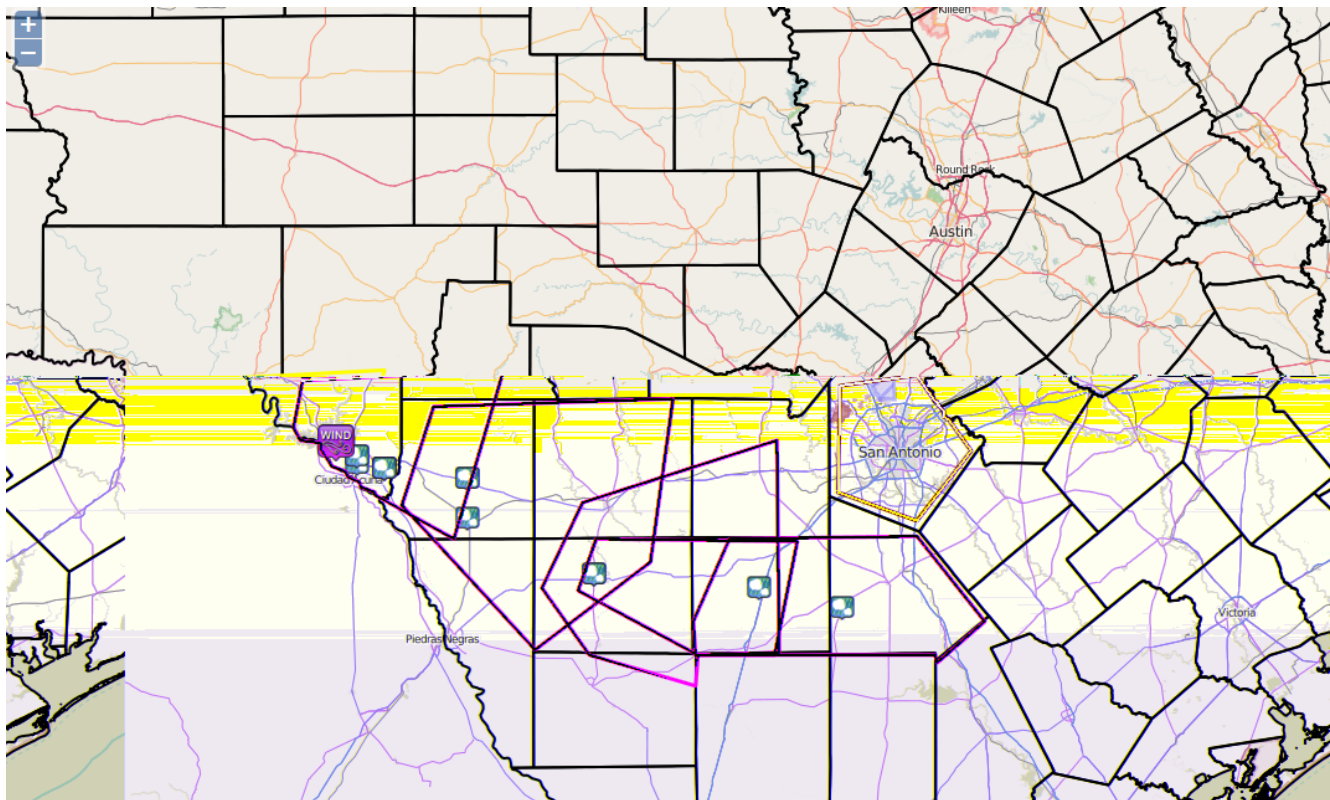 +
−
Killeen
Round Rock
Austin
WIND
San Antonio
Ciudad Acuña
Piedras Negras
Victoria